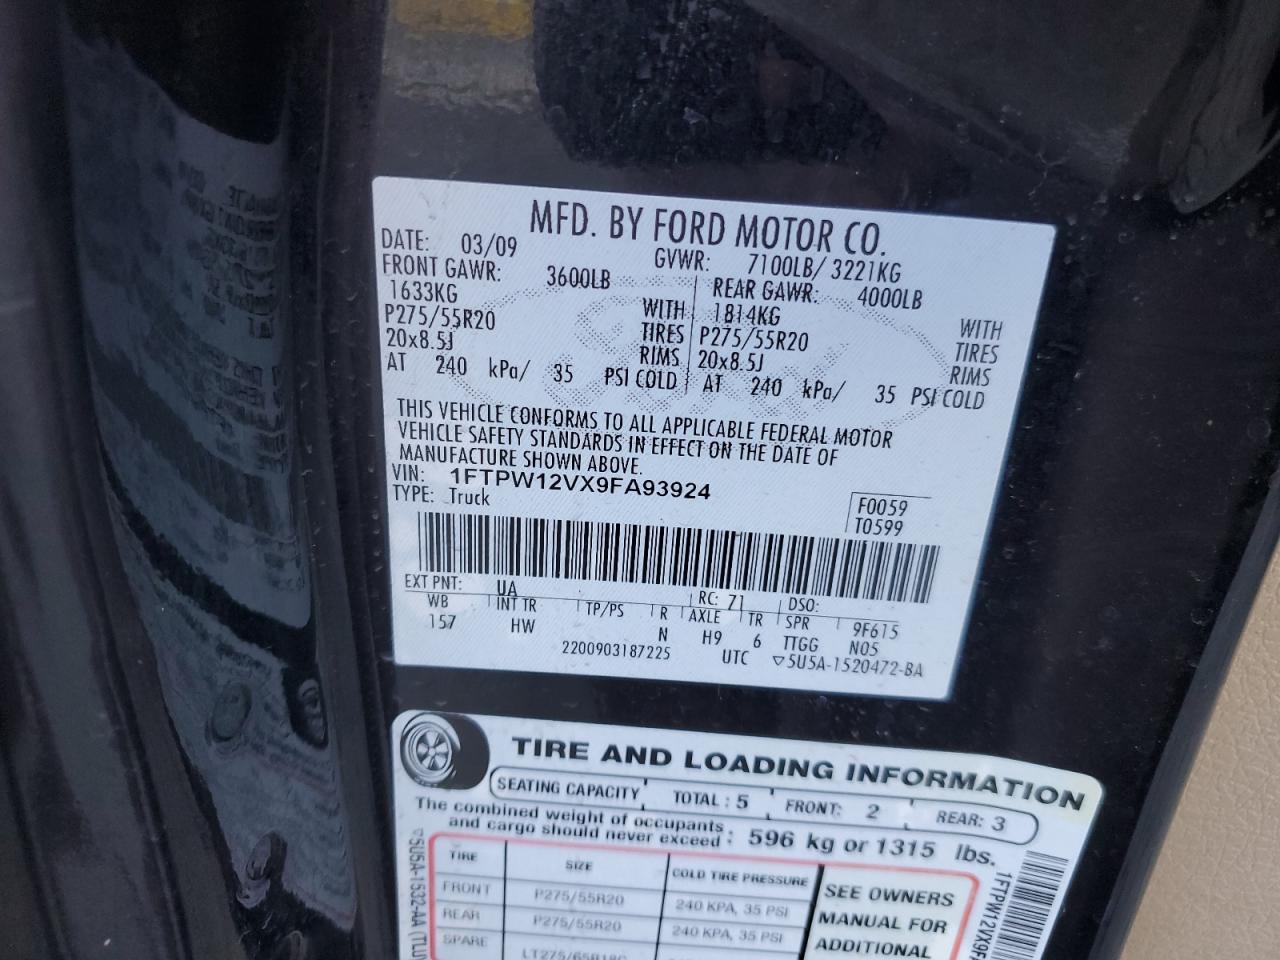 MFD. BY FORD MOTOR CO.
DATE: 03/09 GVWR: 7100LB/ 3221KG
FRONT GAWR: 3600LB REAR GAWR: 4000LB
1633KG WITH 1814KG WITH
P275/55R20 TIRES P275/55R20 TIRES
20x8.5J RIMS 20x8.5J RIMS
AT 240 kPa/ 35 PSI COLD AT 240 kPa/ 35 PSI COLD
THIS VEHICLE CONFORMS TO ALL APPLICABLE FEDERAL MOTOR
VEHICLE SAFETY STANDARDS IN EFFECT ON THE DATE OF
MANUFACTURE SHOWN ABOVE.
VIN: 1FTPW12VX9FA93924
TYPE: Truck
F0059
T0599
EXT PNT: UA RC: 71 DSO:
WB INT TR TP/PS R AXLE TR SPR 9F615
157 HW N H9 6 TTGG N05
2200903187225 UTC ▽5U5A-1520472-BA
TIRE AND LOADING INFORMATION
SEATING CAPACITY TOTAL : 5 FRONT: 2 REAR: 3
The combined weight of occupants
and cargo should never exceed : 596 kg or 1315 lbs.
TIRE SIZE COLD TIRE PRESSURE
FRONT P275/55R20 240 KPA, 35 PSI
REAR P275/55R20 240 KPA, 35 PSI
SPARE
SEE OWNERS
MANUAL FOR
ADDITIONAL
▽5U5A-1532-AA
1FTPW12VX9F